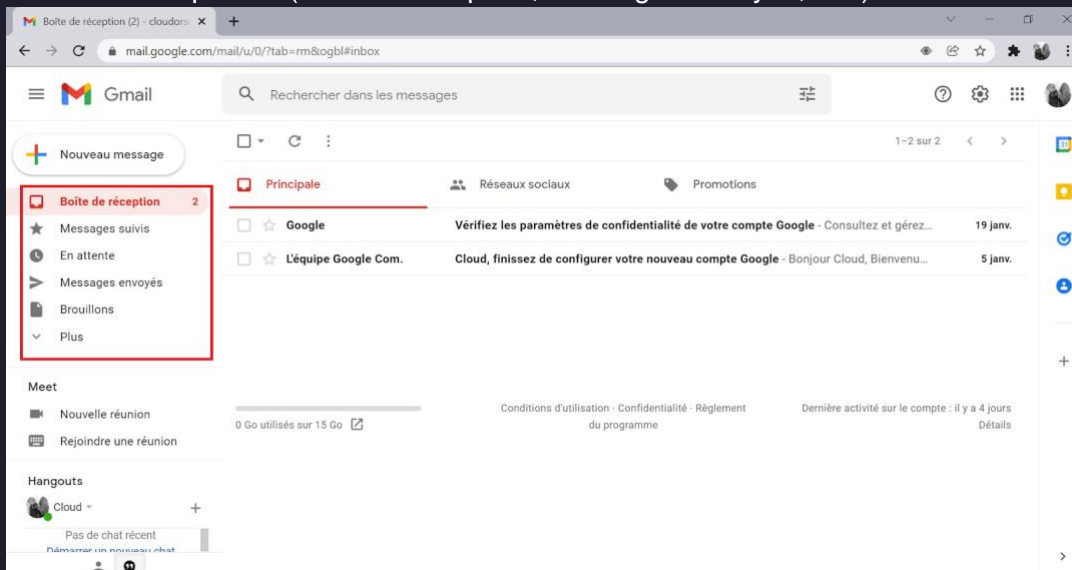 Boîte de réception (2) - cloudors
mail.google.com/mail/u/0/?tab=rm&ogbl#inbox
Gmail
Rechercher dans les messages
Nouveau message
1–2 sur 2
Boîte de réception 2
Messages suivis
En attente
Messages envoyés
Brouillons
Plus
Principale
Réseaux sociaux
Promotions
Google Vérifiez les paramètres de confidentialité de votre compte Google - Consultez et gérez... 19 janv.
L'équipe Google Com. Cloud, finissez de configurer votre nouveau compte Google - Bonjour Cloud, Bienvenu... 5 janv.
Meet
Nouvelle réunion
Rejoindre une réunion
0 Go utilisés sur 15 Go
Conditions d'utilisation · Confidentialité · Règlement
du programme
Dernière activité sur le compte : il y a 4 jours
Détails
Hangouts
Cloud
Pas de chat récent
Démarrer un nouveau chat
31